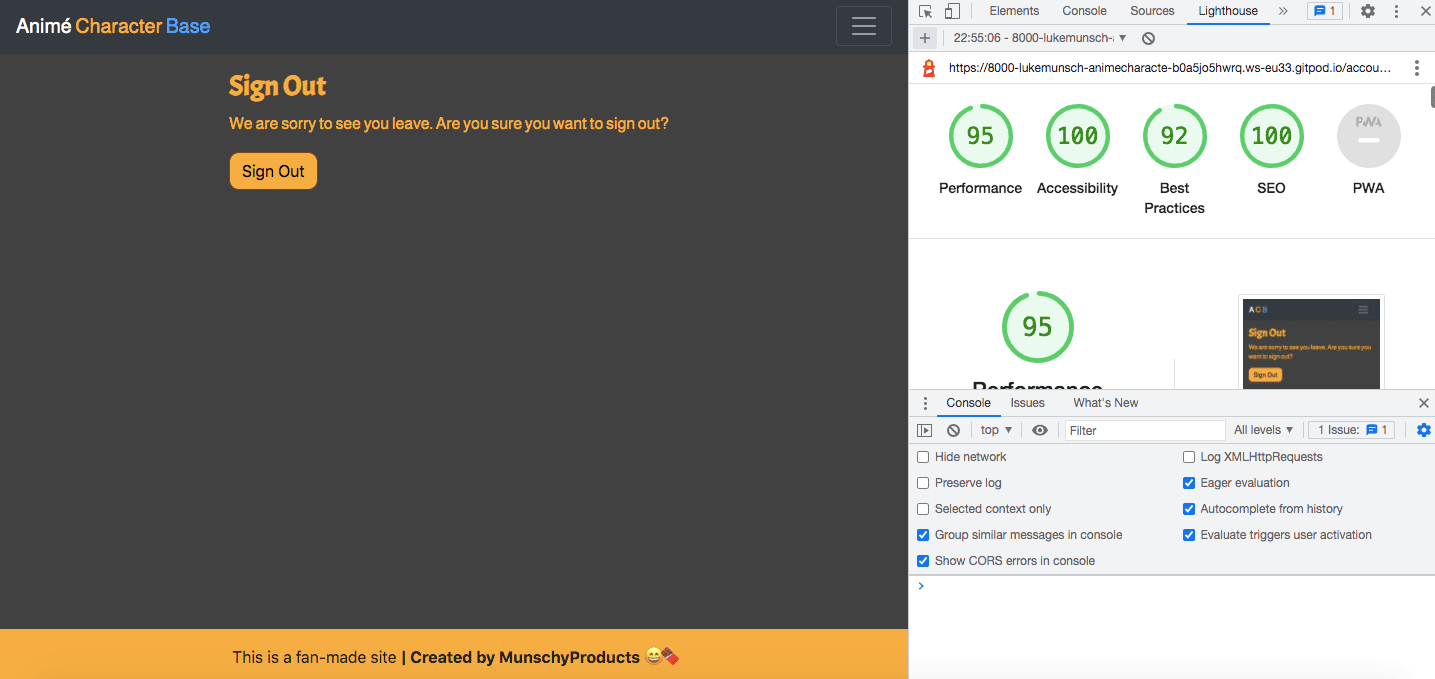 Animé Character Base
Sign Out
We are sorry to see you leave. Are you sure you want to sign out?
Sign Out
This is a fan-made site | Created by MunschyProducts 😄🍫
Elements Console Sources Lighthouse » 1
22:55:06 - 8000-lukemunsch-
https://8000-lukemunsch-animecharacte-b0a5jo5hwrq.ws-eu33.gitpod.io/accou...
95 100 92 100 PWA
Performance Accessibility Best Practices SEO PWA
95
Performance
A C B
Sign Out
We are sorry to see you leave. Are you sure you
want to sign out?
Sign Out
Console Issues What's New
top Filter All levels 1 Issue: 1
Hide network Log XMLHttpRequests
Preserve log Eager evaluation
Selected context only Autocomplete from history
Group similar messages in console Evaluate triggers user activation
Show CORS errors in console